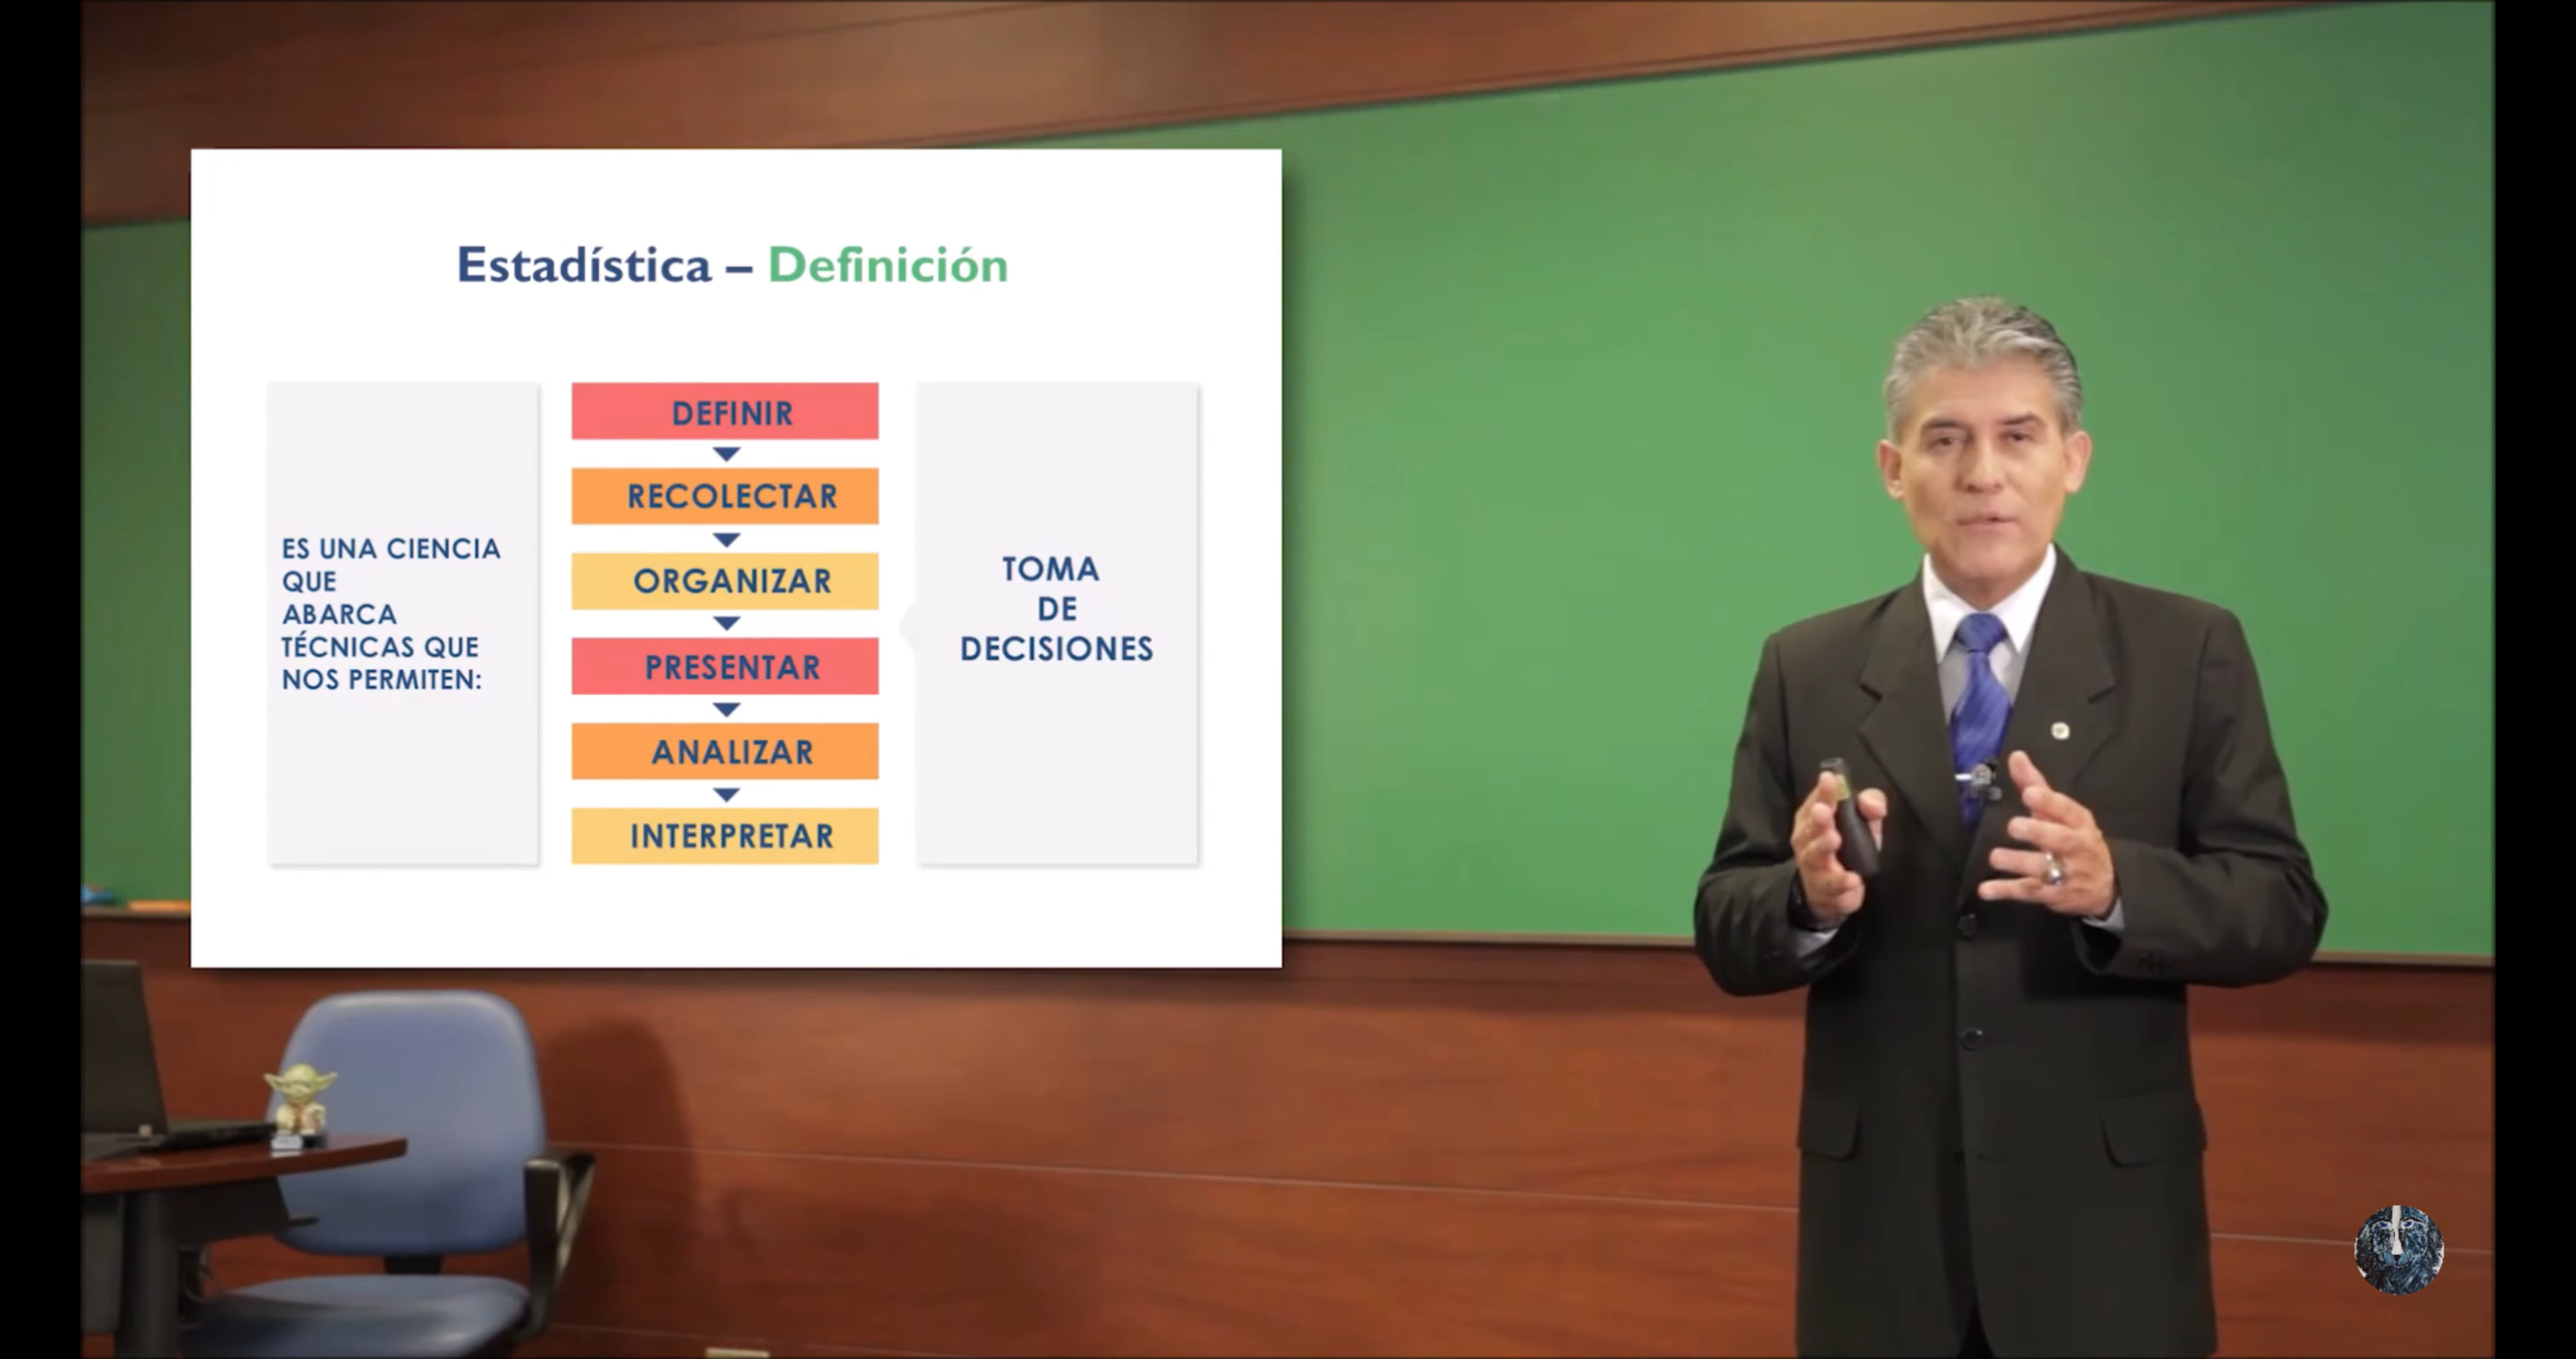 Estadística – Definición
ES UNA CIENCIA
QUE
ABARCA
TÉCNICAS QUE
NOS PERMITEN:
DEFINIR
RECOLECTAR
ORGANIZAR
PRESENTAR
ANALIZAR
INTERPRETAR
TOMA
DE
DECISIONES